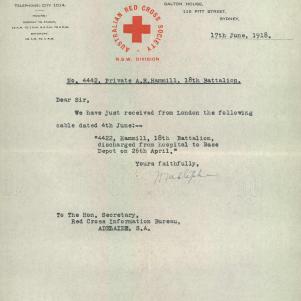 TELEPHONE: CITY 1014.
AUSTRALIAN RED CROSS SOCIETY
N.S.W. DIVISION
DALTON HOUSE,
115 PITT STREET,
SYDNEY,
17th June, 1918.
No. 4442, Private A.R.Hammill, 18th Battalion.
Dear Sir,
We have just received from London the following
cable dated 4th June:--
"4422, Hammill, 18th Battalion,
discharged from hospital to Base
Depot on 26th April."
Yours faithfully,
To The Hon. Secretary,
Red Cross Information Bureau,
ADELAIDE, S.A.